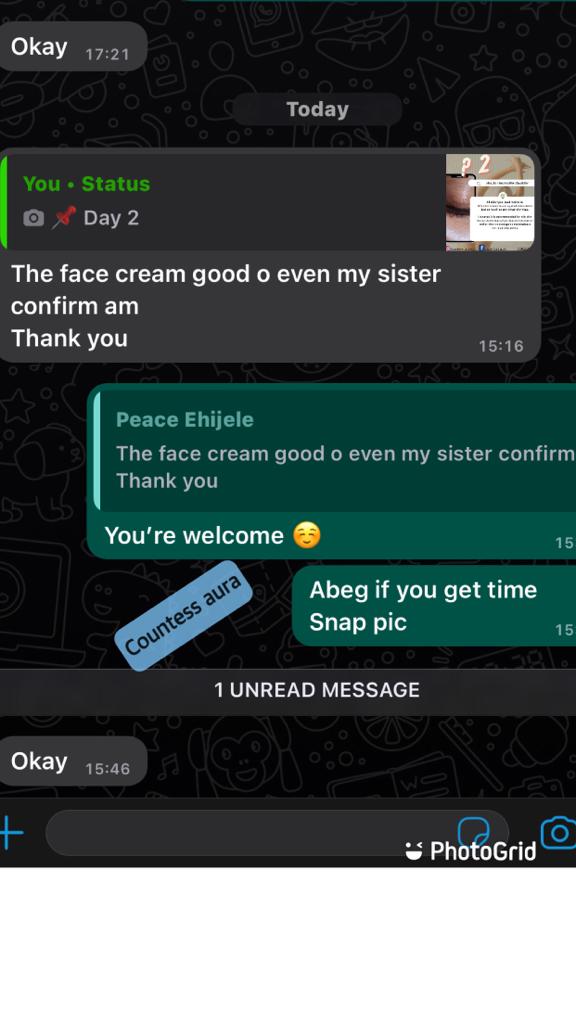 Okay 17:21
Today
You • Status
Day 2
P 2
The face cream good o even my sister
confirm am
Thank you
15:16
Peace Ehijele
The face cream good o even my sister confirm
Thank you
You're welcome
15
Abeg if you get time
Snap pic
15
Countess aura
1 UNREAD MESSAGE
Okay 15:46
PhotoGrid